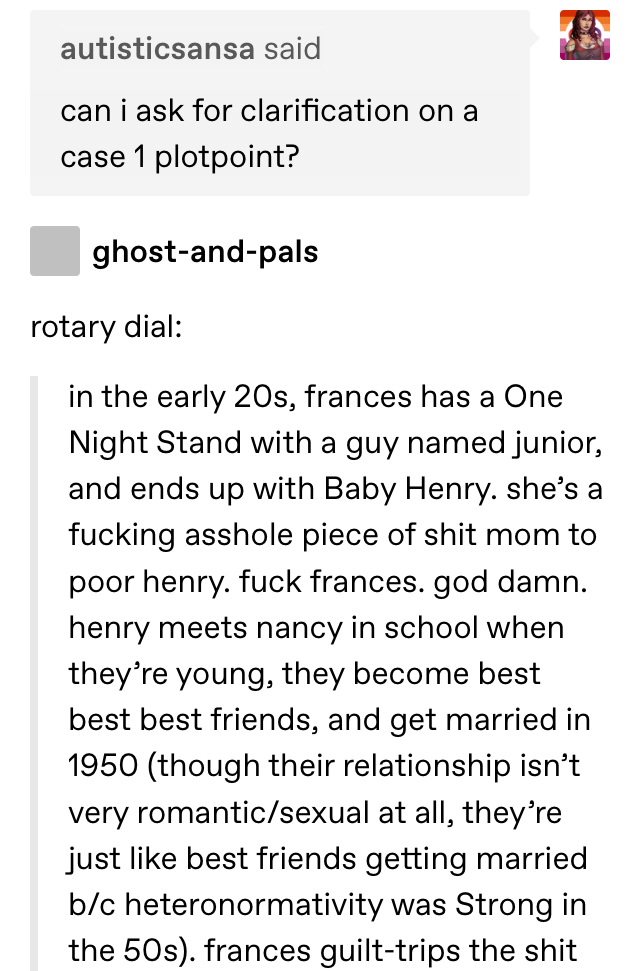 autisticsansa said
can i ask for clarification on a
case 1 plotpoint?
ghost-and-pals
rotary dial:
in the early 20s, frances has a One
Night Stand with a guy named junior,
and ends up with Baby Henry. she’s a
fucking asshole piece of shit mom to
poor henry. fuck frances. god damn.
henry meets nancy in school when
they’re young, they become best
best best friends, and get married in
1950 (though their relationship isn’t
very romantic/sexual at all, they’re
just like best friends getting married
b/c heteronormativity was Strong in
the 50s). frances guilt-trips the shit